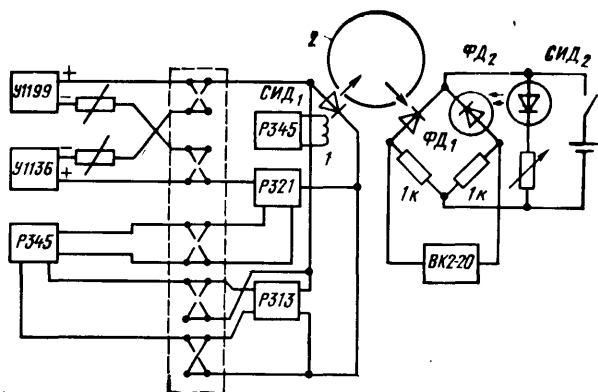 2
ФД₂
СИД₂
У1199
+
−
СИД₁
Р345
1
ФД₁
У1136
−
+
Р321
1к
1к
Р345
Р313
ВК2-20